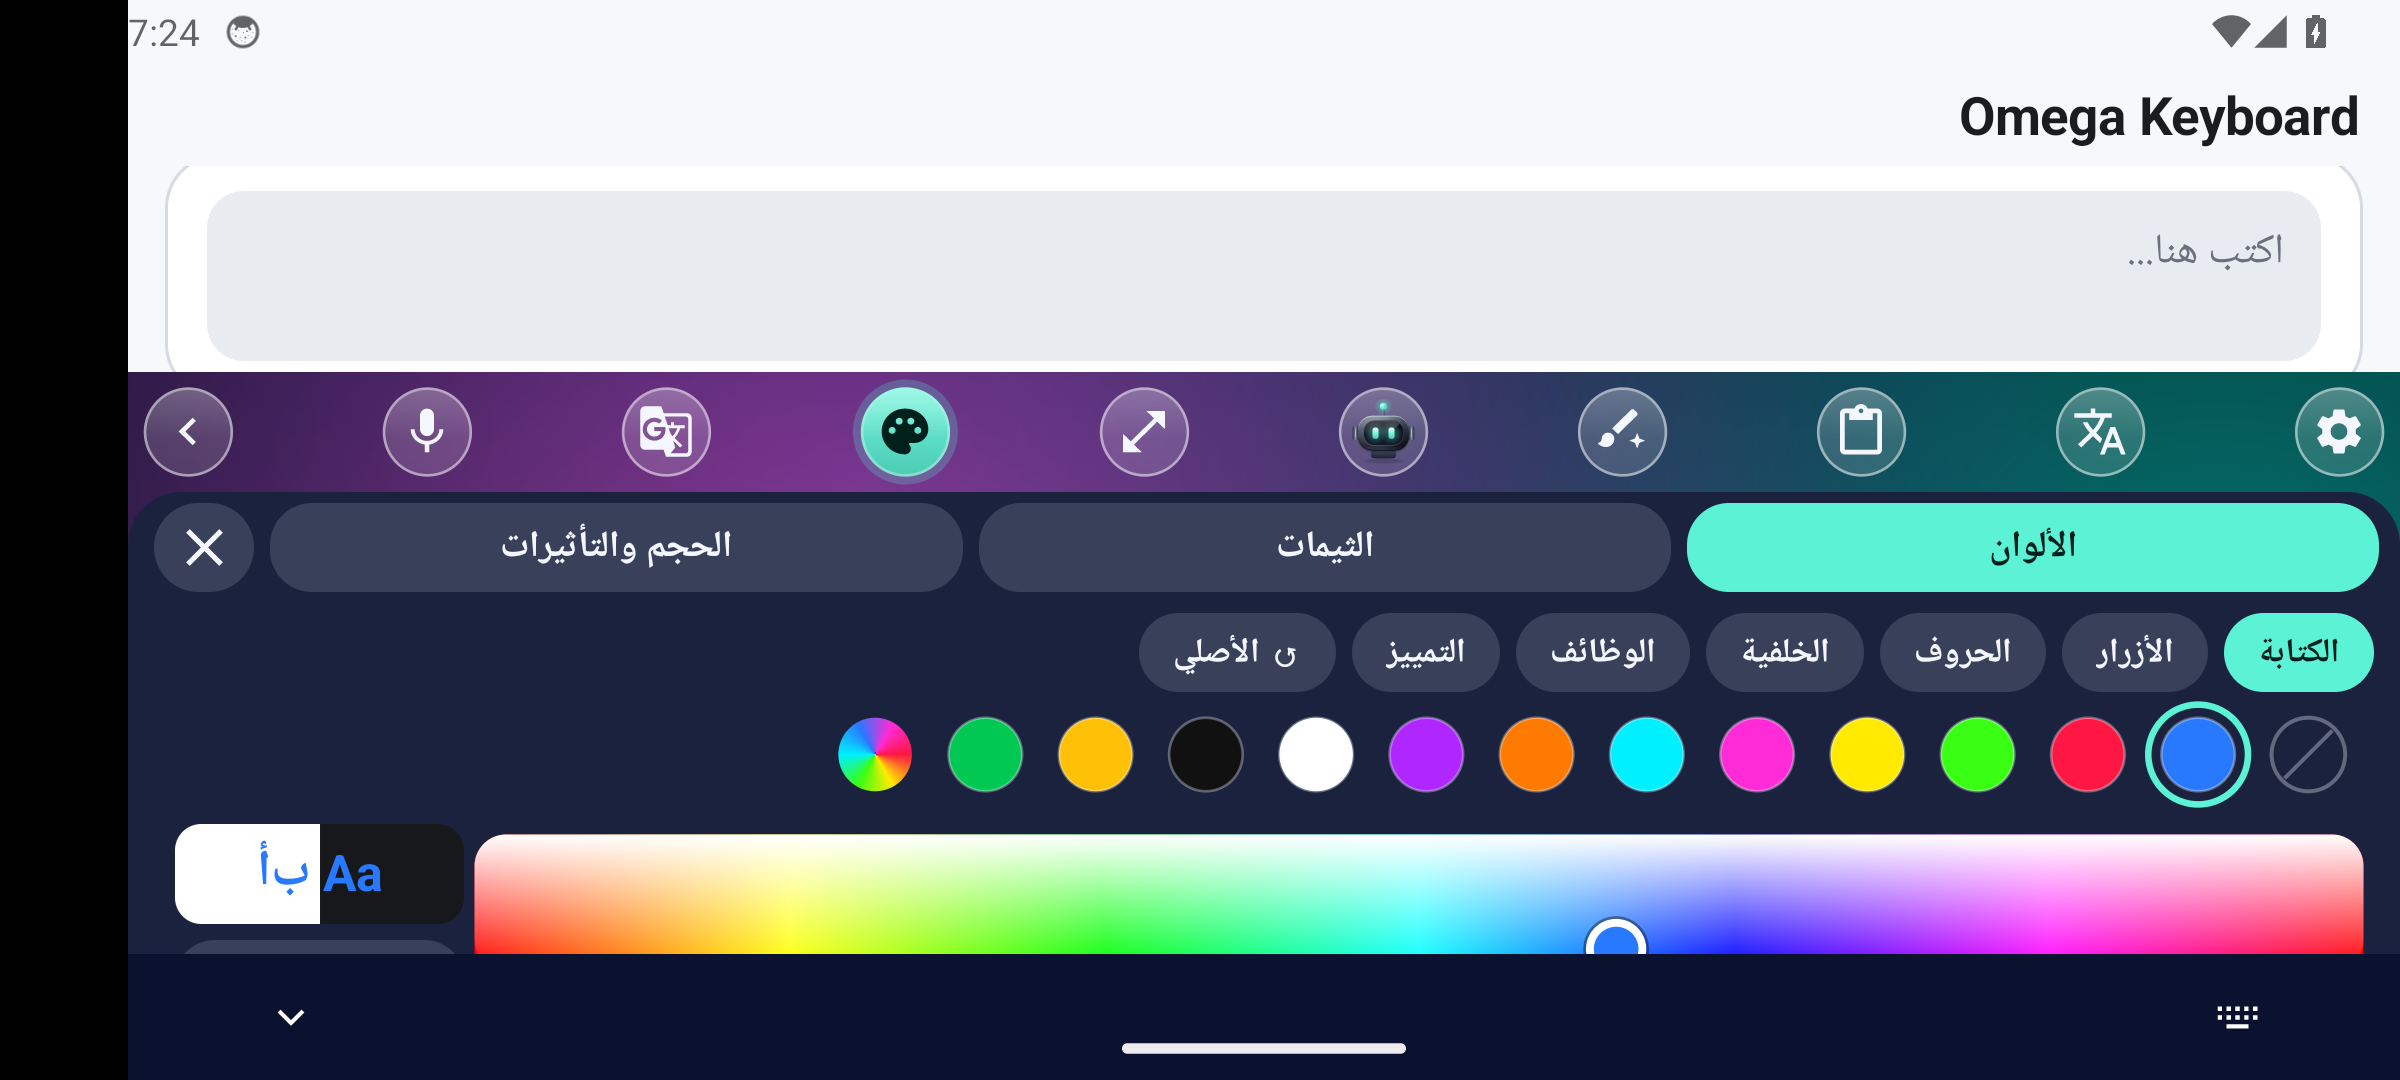 7:24
Omega Keyboard
اكتب هنا...
الألوان الثيمات الحجم والتأثيرات
الكتابة الأزرار الحروف الخلفية الوظائف التمييز ↺ الأصلي
Aa أب